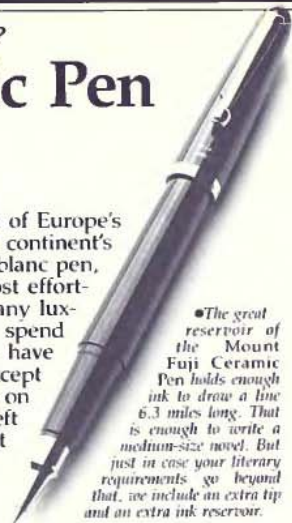 ?
c Pen
of Europe's
continent's
blanc pen,
st effort-
any lux-
spend
have
cept
on
eft
t
●The great
reservoir of
the Mount
Fuji Ceramic
Pen holds enough
ink to draw a line
6.3 miles long. That
is enough to write a
medium-size novel. But
just in case your literary
requirements go beyond
that, we include an extra tip
and an extra ink reservoir.